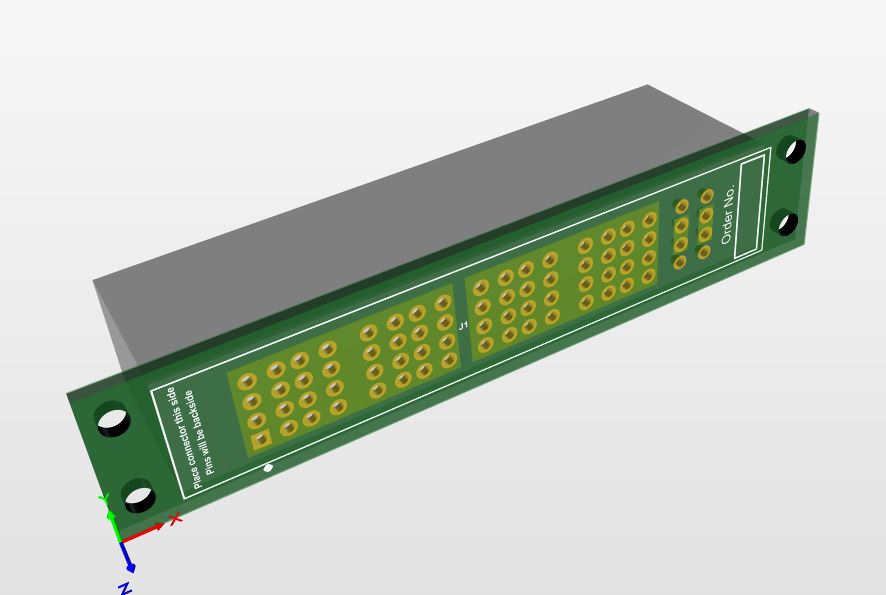 Place connector this side
Pins will be backside
J1
Order No.
X
Y
Z